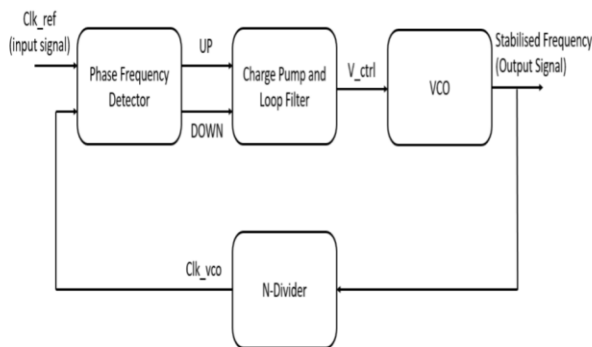 Clk_ref
(input signal)
Phase Frequency
Detector
UP
DOWN
Charge Pump and
Loop Filter
V_ctrl
VCO
Stabilised Frequency
(Output Signal)
Clk_vco
N-Divider